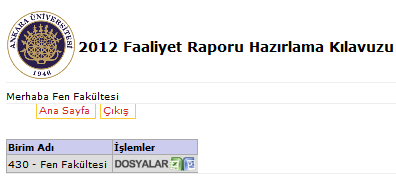 ANKARA ÜNİVERSİTESİ
1946
2012 Faaliyet Raporu Hazırlama Kılavuzu
Merhaba Fen Fakültesi
Ana Sayfa Çıkış
Birim Adı İşlemler
430 - Fen Fakültesi DOSYALAR